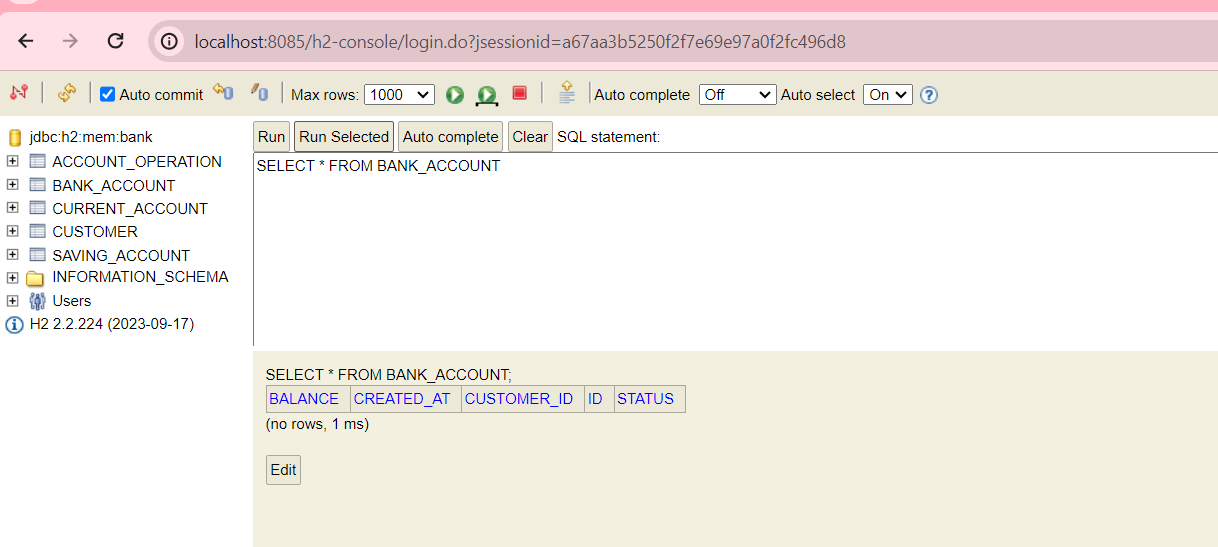 localhost:8085/h2-console/login.do?jsessionid=a67aa3b5250f2f7e69e97a0f2fc496d8
Auto commit Max rows: 1000 Auto complete Off Auto select On
jdbc:h2:mem:bank
ACCOUNT_OPERATION
BANK_ACCOUNT
CURRENT_ACCOUNT
CUSTOMER
SAVING_ACCOUNT
INFORMATION_SCHEMA
Users
H2 2.2.224 (2023-09-17)
Run Run Selected Auto complete Clear SQL statement:
SELECT * FROM BANK_ACCOUNT
SELECT * FROM BANK_ACCOUNT;
BALANCE CREATED_AT CUSTOMER_ID ID STATUS
(no rows, 1 ms)
Edit